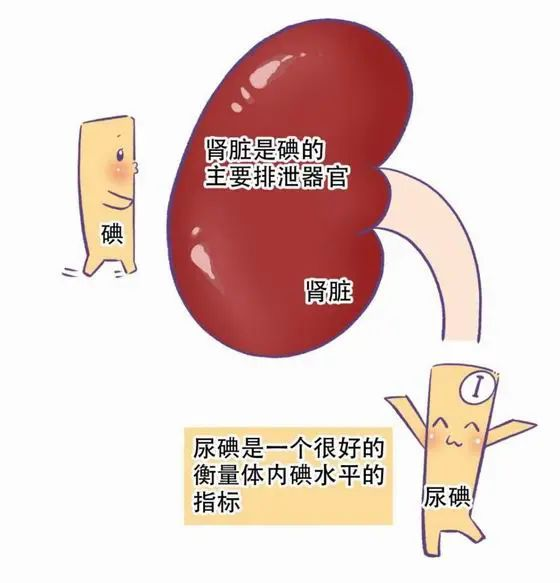 肾脏是碘的
主要排泄器官
碘
肾脏
I
尿碘是一个很好的
衡量体内碘水平的
指标
尿碘